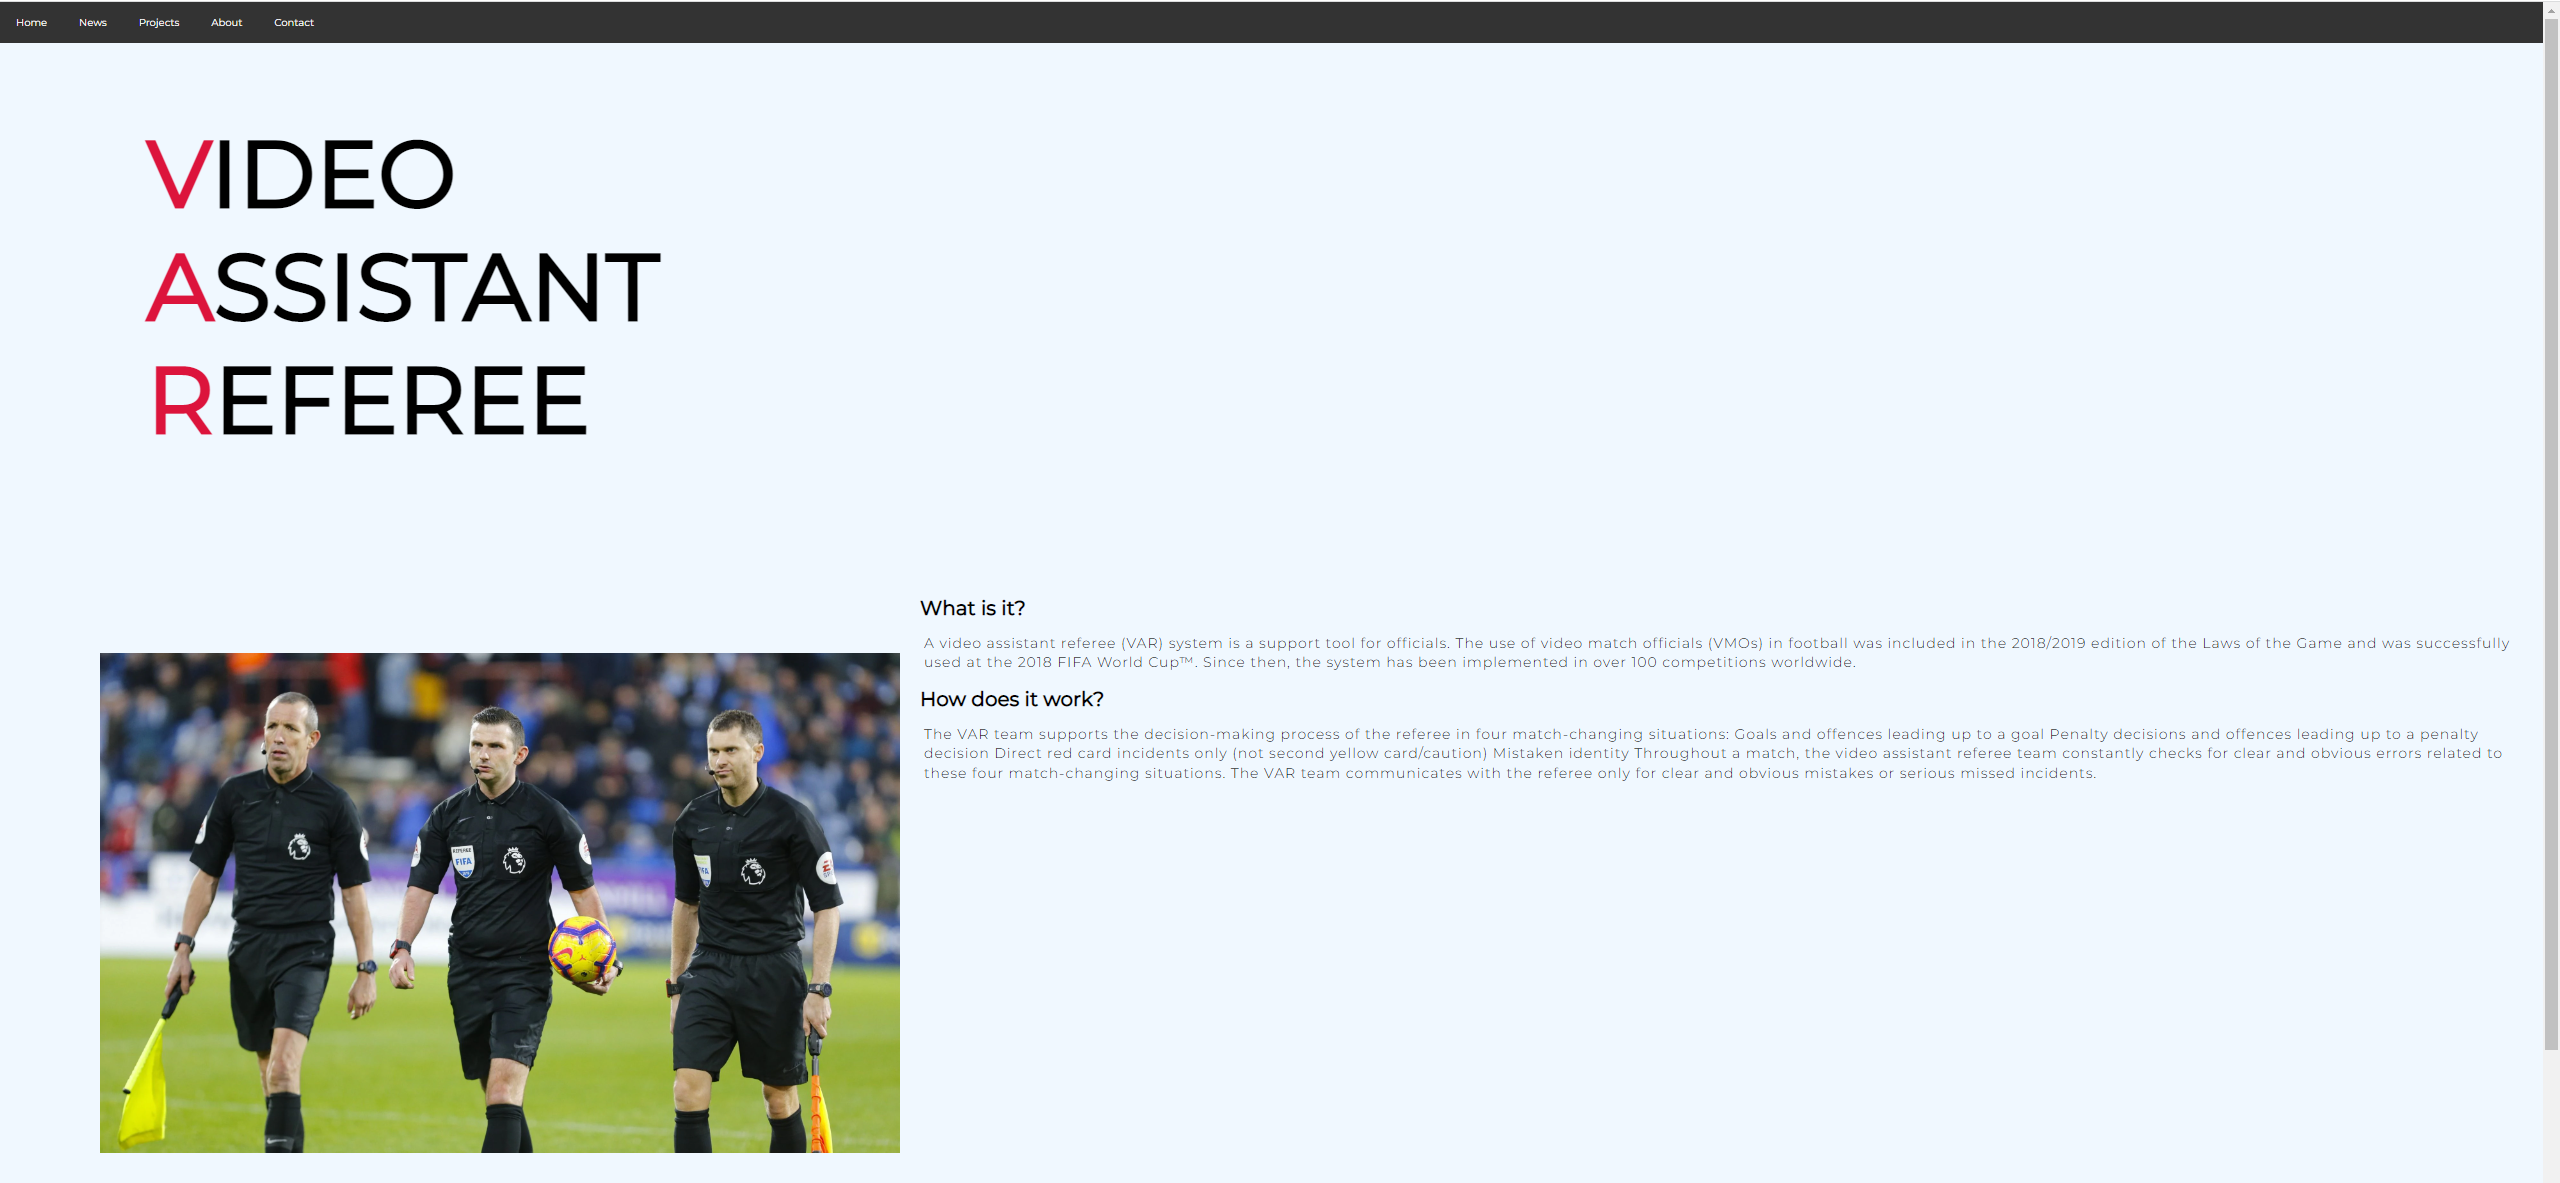 Home News Projects About Contact
VIDEO
ASSISTANT
REFEREE
What is it?
A video assistant referee (VAR) system is a support tool for officials. The use of video match officials (VMOs) in football was included in the 2018/2019 edition of the Laws of the Game and was successfully
used at the 2018 FIFA World Cup™. Since then, the system has been implemented in over 100 competitions worldwide.
How does it work?
The VAR team supports the decision-making process of the referee in four match-changing situations: Goals and offences leading up to a goal Penalty decisions and offences leading up to a penalty
decision Direct red card incidents only (not second yellow card/caution) Mistaken identity Throughout a match, the video assistant referee team constantly checks for clear and obvious errors related to
these four match-changing situations. The VAR team communicates with the referee only for clear and obvious mistakes or serious missed incidents.
REFEREE
FIFA